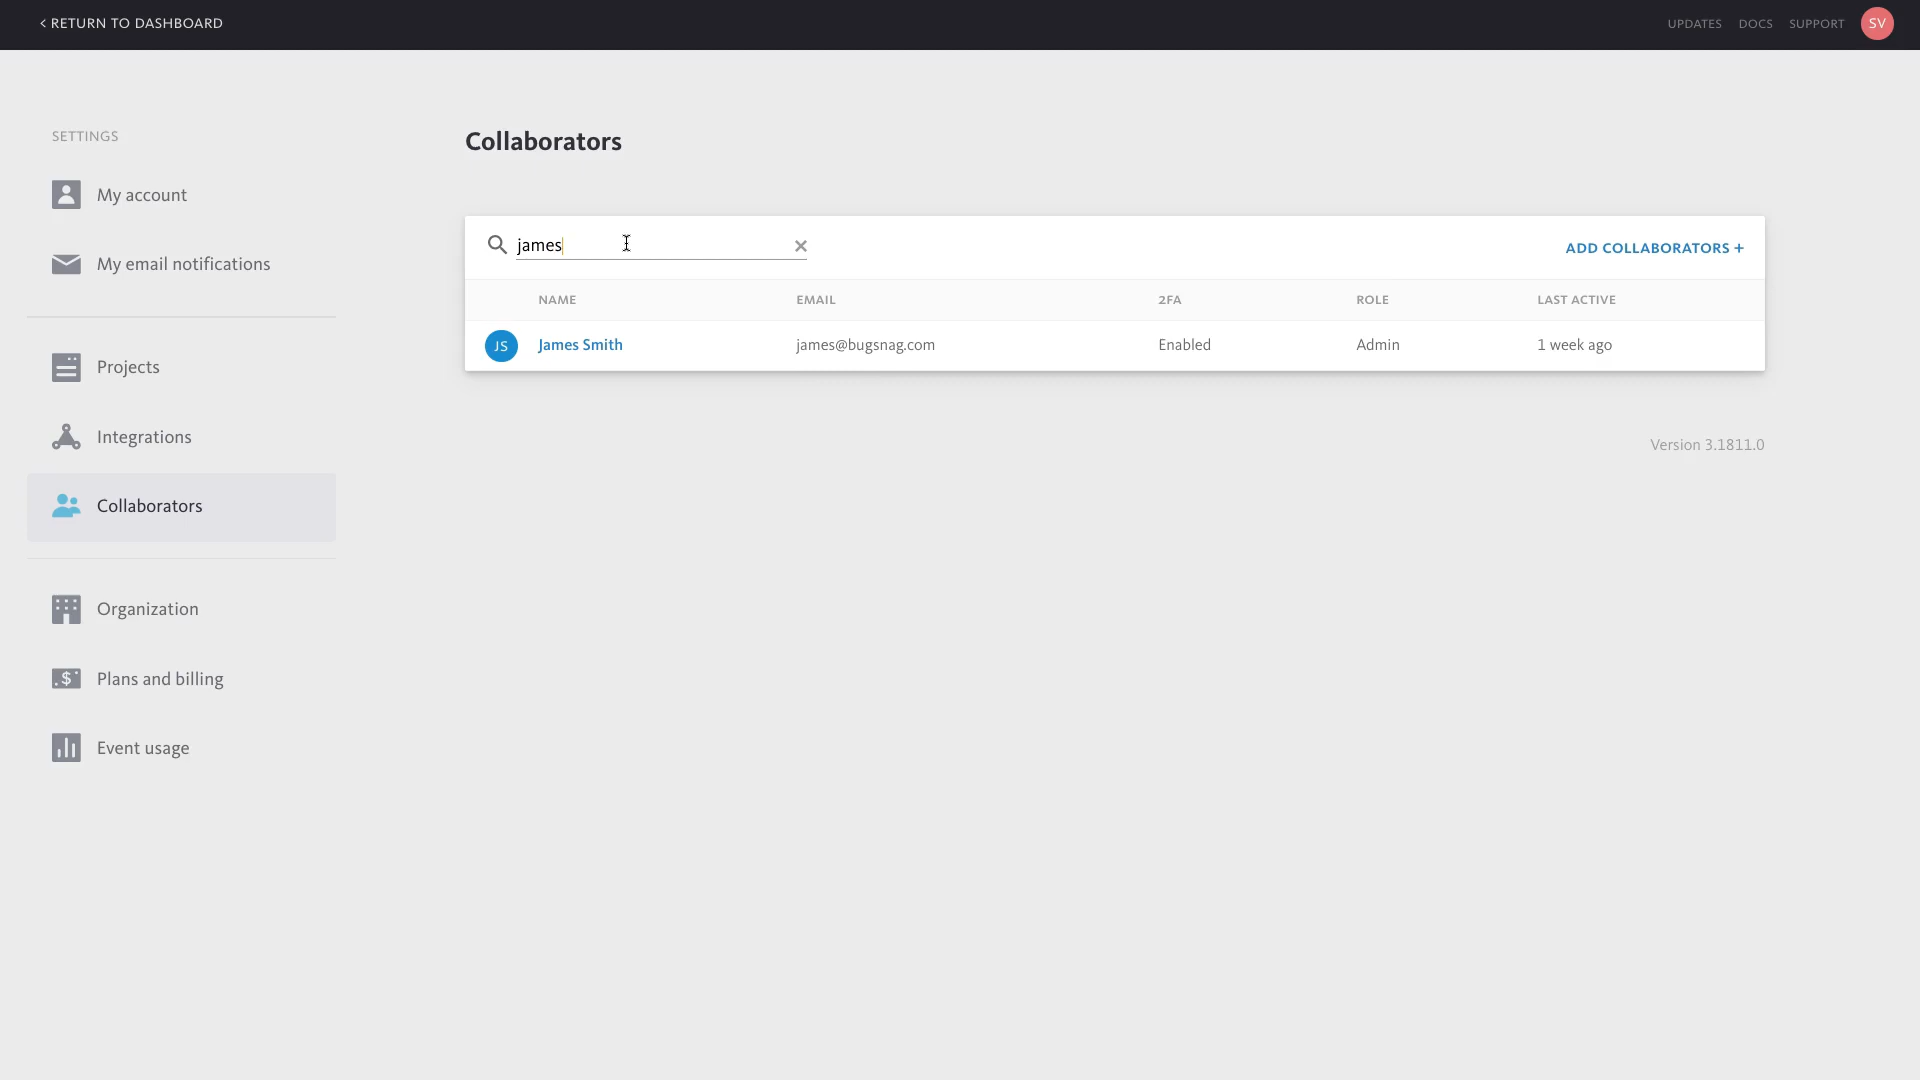 < RETURN TO DASHBOARD
UPDATES DOCS SUPPORT SV
SETTINGS
My account
My email notifications
Projects
Integrations
Collaborators
Organization
$ Plans and billing
Event usage
Collaborators
james
ADD COLLABORATORS +
NAME EMAIL 2FA ROLE LAST ACTIVE
JS James Smith james@bugsnag.com Enabled Admin 1 week ago
Version 3.1811.0